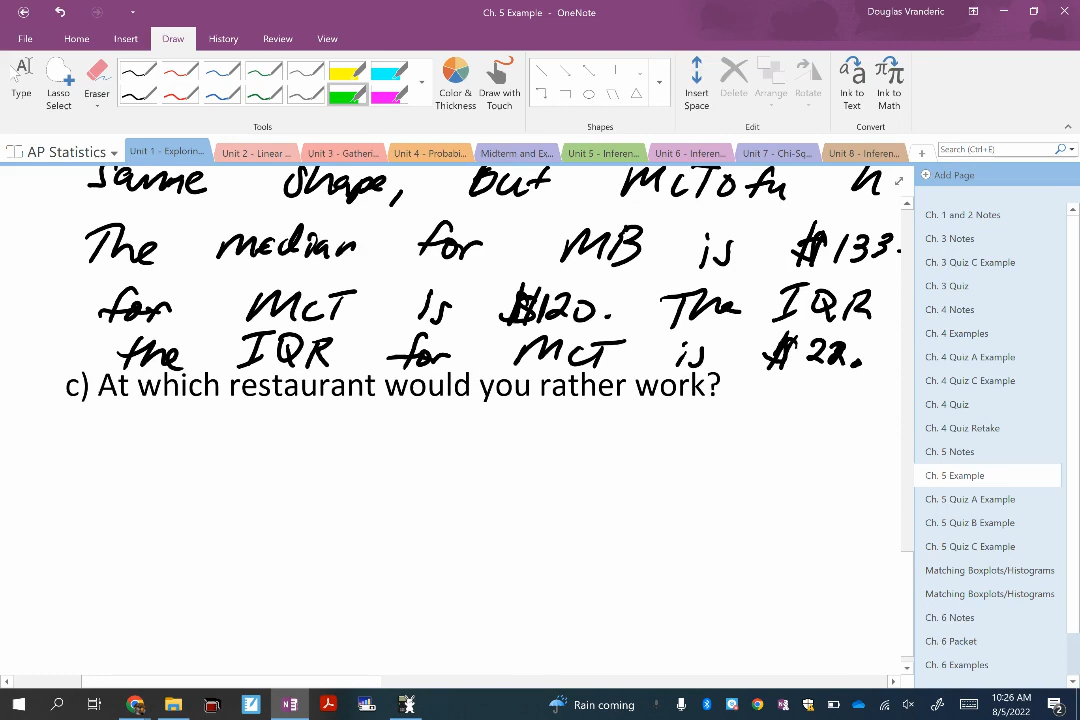 Ch. 5 Example - OneNote
Douglas Vranderic
File Home Insert Draw History Review View
Type
Lasso Select
Eraser
Color & Thickness
Draw with Touch
Insert Space
Delete
Arrange
Rotate
Ink to Text
Ink to Math
Tools
Shapes
Edit
Convert
AP Statistics
Unit 1 - Explorin...
Unit 2 - Linear ...
Unit 3 - Gatheri...
Unit 4 - Probabi...
Midterm and Ex...
Unit 5 - Inferen...
Unit 6 - Inferen...
Unit 7 - Chi-Sq...
Unit 8 - Inferen...
Search (Ctrl+E)
Same shape, But McTofu h
The median for MB is $133.
for McT is $120. The IQR
the IQR for McT is $22.
c) At which restaurant would you rather work?
Add Page
Ch. 1 and 2 Notes
Ch. 3 Notes
Ch. 3 Quiz C Example
Ch. 3 Quiz
Ch. 4 Notes
Ch. 4 Examples
Ch. 4 Quiz A Example
Ch. 4 Quiz C Example
Ch. 4 Quiz
Ch. 4 Quiz Retake
Ch. 5 Notes
Ch. 5 Example
Ch. 5 Quiz A Example
Ch. 5 Quiz B Example
Ch. 5 Quiz C Example
Matching Boxplots/Histograms
Matching Boxplots/Histograms
Ch. 6 Notes
Ch. 6 Packet
Ch. 6 Examples
Rain coming
10:26 AM
8/5/2022
2